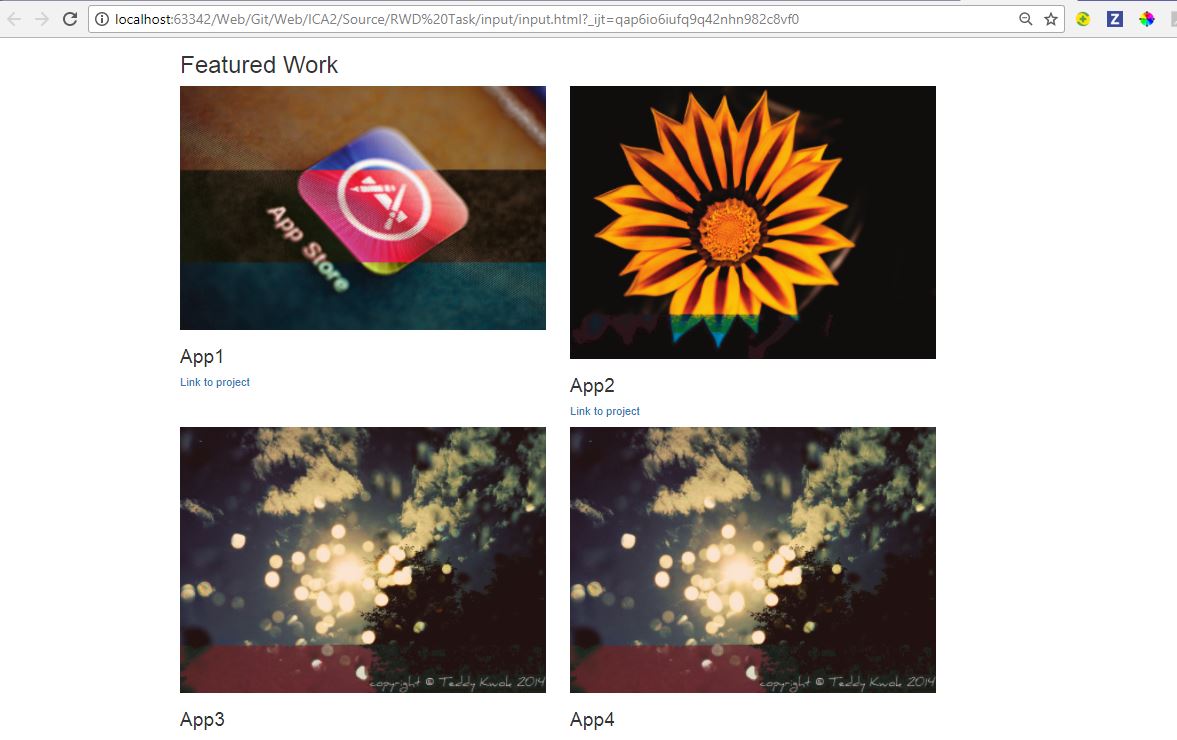 localhost:63342/Web/Git/Web/ICA2/Source/RWD%20Task/input/input.html?_ijt=qap6io6iufq9q42nhn982c8vf0
Z
Featured Work
App Store
App1
Link to project
App2
Link to project
copyright © Teddy Kwok 2014
copyright © Teddy Kwok 2014
App3
App4